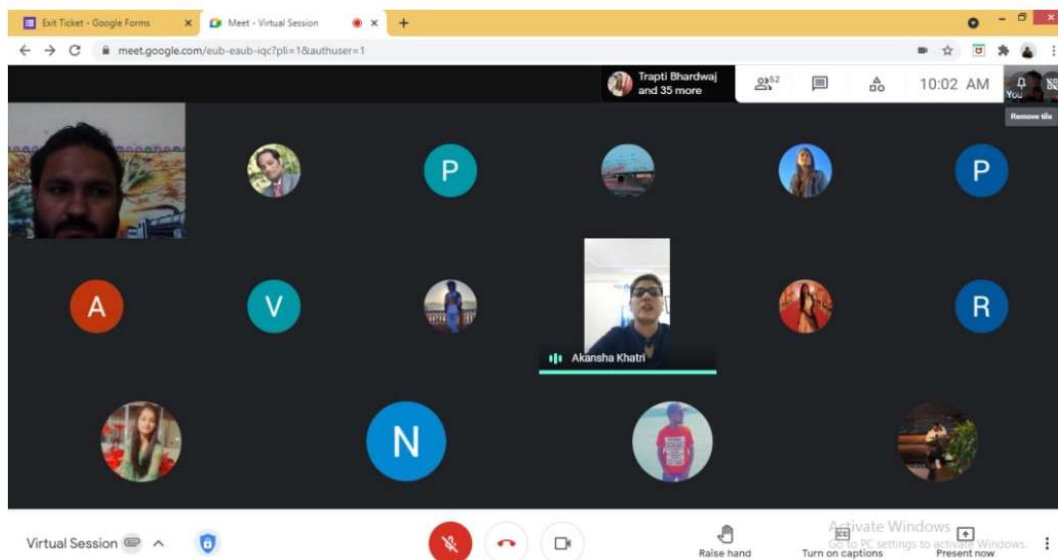 Exit Ticket - Google Forms
Meet - Virtual Session
meet.google.com/eub-eaub-iqc?pli=1&authuser=1
Trapti Bhardwaj
and 35 more
52
10:02 AM
You
Remove tile
P
P
A
V
R
Akansha Khatri
N
Virtual Session
Raise hand
CC
Turn on captions
Present now
Activate Windows
Go to PC settings to activate Windows.